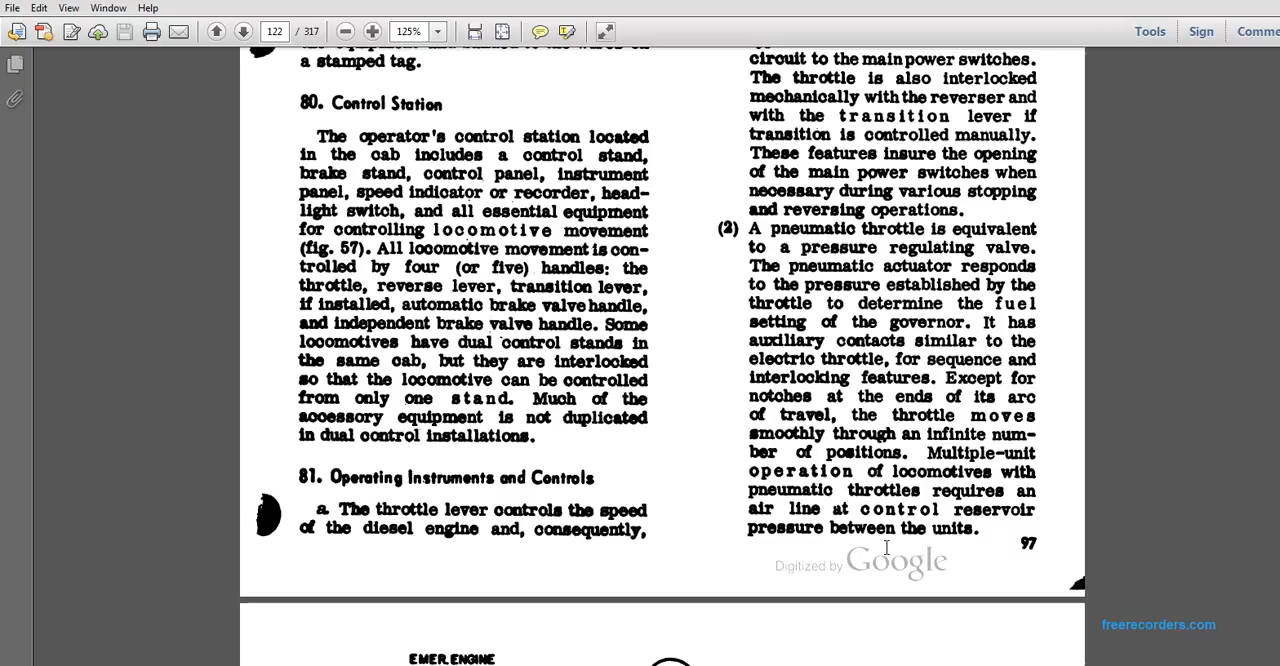 File Edit View Window Help
122 / 317 125% Tools Sign Comme
a stamped tag.
80. Control Station
The operator's control station located
in the cab includes a control stand,
brake stand, control panel, instrument
panel, speed indicator or recorder, head-
light switch, and all essential equipment
for controlling locomotive movement
(fig. 57). All locomotive movement is con-
trolled by four (or five) handles: the
throttle, reverse lever, transition lever,
if installed, automatic brake valve handle,
and independent brake valve handle. Some
locomotives have dual control stands in
the same cab, but they are interlocked
so that the locomotive can be controlled
from only one stand. Much of the
accessory equipment is not duplicated
in dual control installations.
81. Operating Instruments and Controls
a. The throttle lever controls the speed
of the diesel engine and, consequently,
circuit to the main power switches.
The throttle is also interlocked
mechanically with the reverser and
with the transition lever if
transition is controlled manually.
These features insure the opening
of the main power switches when
necessary during various stopping
and reversing operations.
(2) A pneumatic throttle is equivalent
to a pressure regulating valve.
The pneumatic actuator responds
to the pressure established by the
throttle to determine the fuel
setting of the governor. It has
auxiliary contacts similar to the
electric throttle, for sequence and
interlocking features. Except for
notches at the ends of its arc
of travel, the throttle moves
smoothly through an infinite num-
ber of positions. Multiple-unit
operation of locomotives with
pneumatic throttles requires an
air line at control reservoir
pressure between the units.
97
Digitized by Google
freerecorders.com
EMER. ENGINE